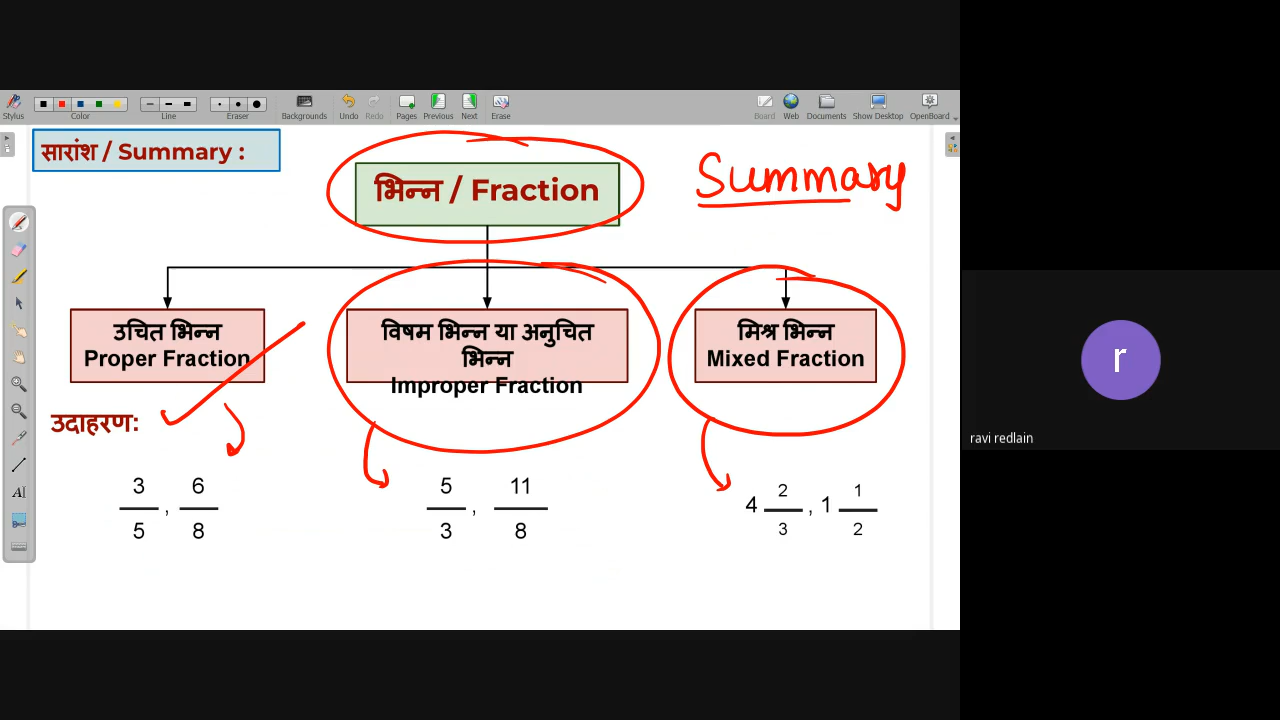 Stylus Color Line Eraser Backgrounds Undo Redo Pages Previous Next Erase Board Web Documents Show Desktop OpenBoard
सारांश / Summary :
भिन्न / Fraction
Summary
उचित भिन्न
Proper Fraction
विषम भिन्न या अनुचित
भिन्न
Improper Fraction
मिश्र भिन्न
Mixed Fraction
उदाहरण:
3/5 , 6/8
5/3 , 11/8
4 2/3 , 1 1/2
r
ravi redlain